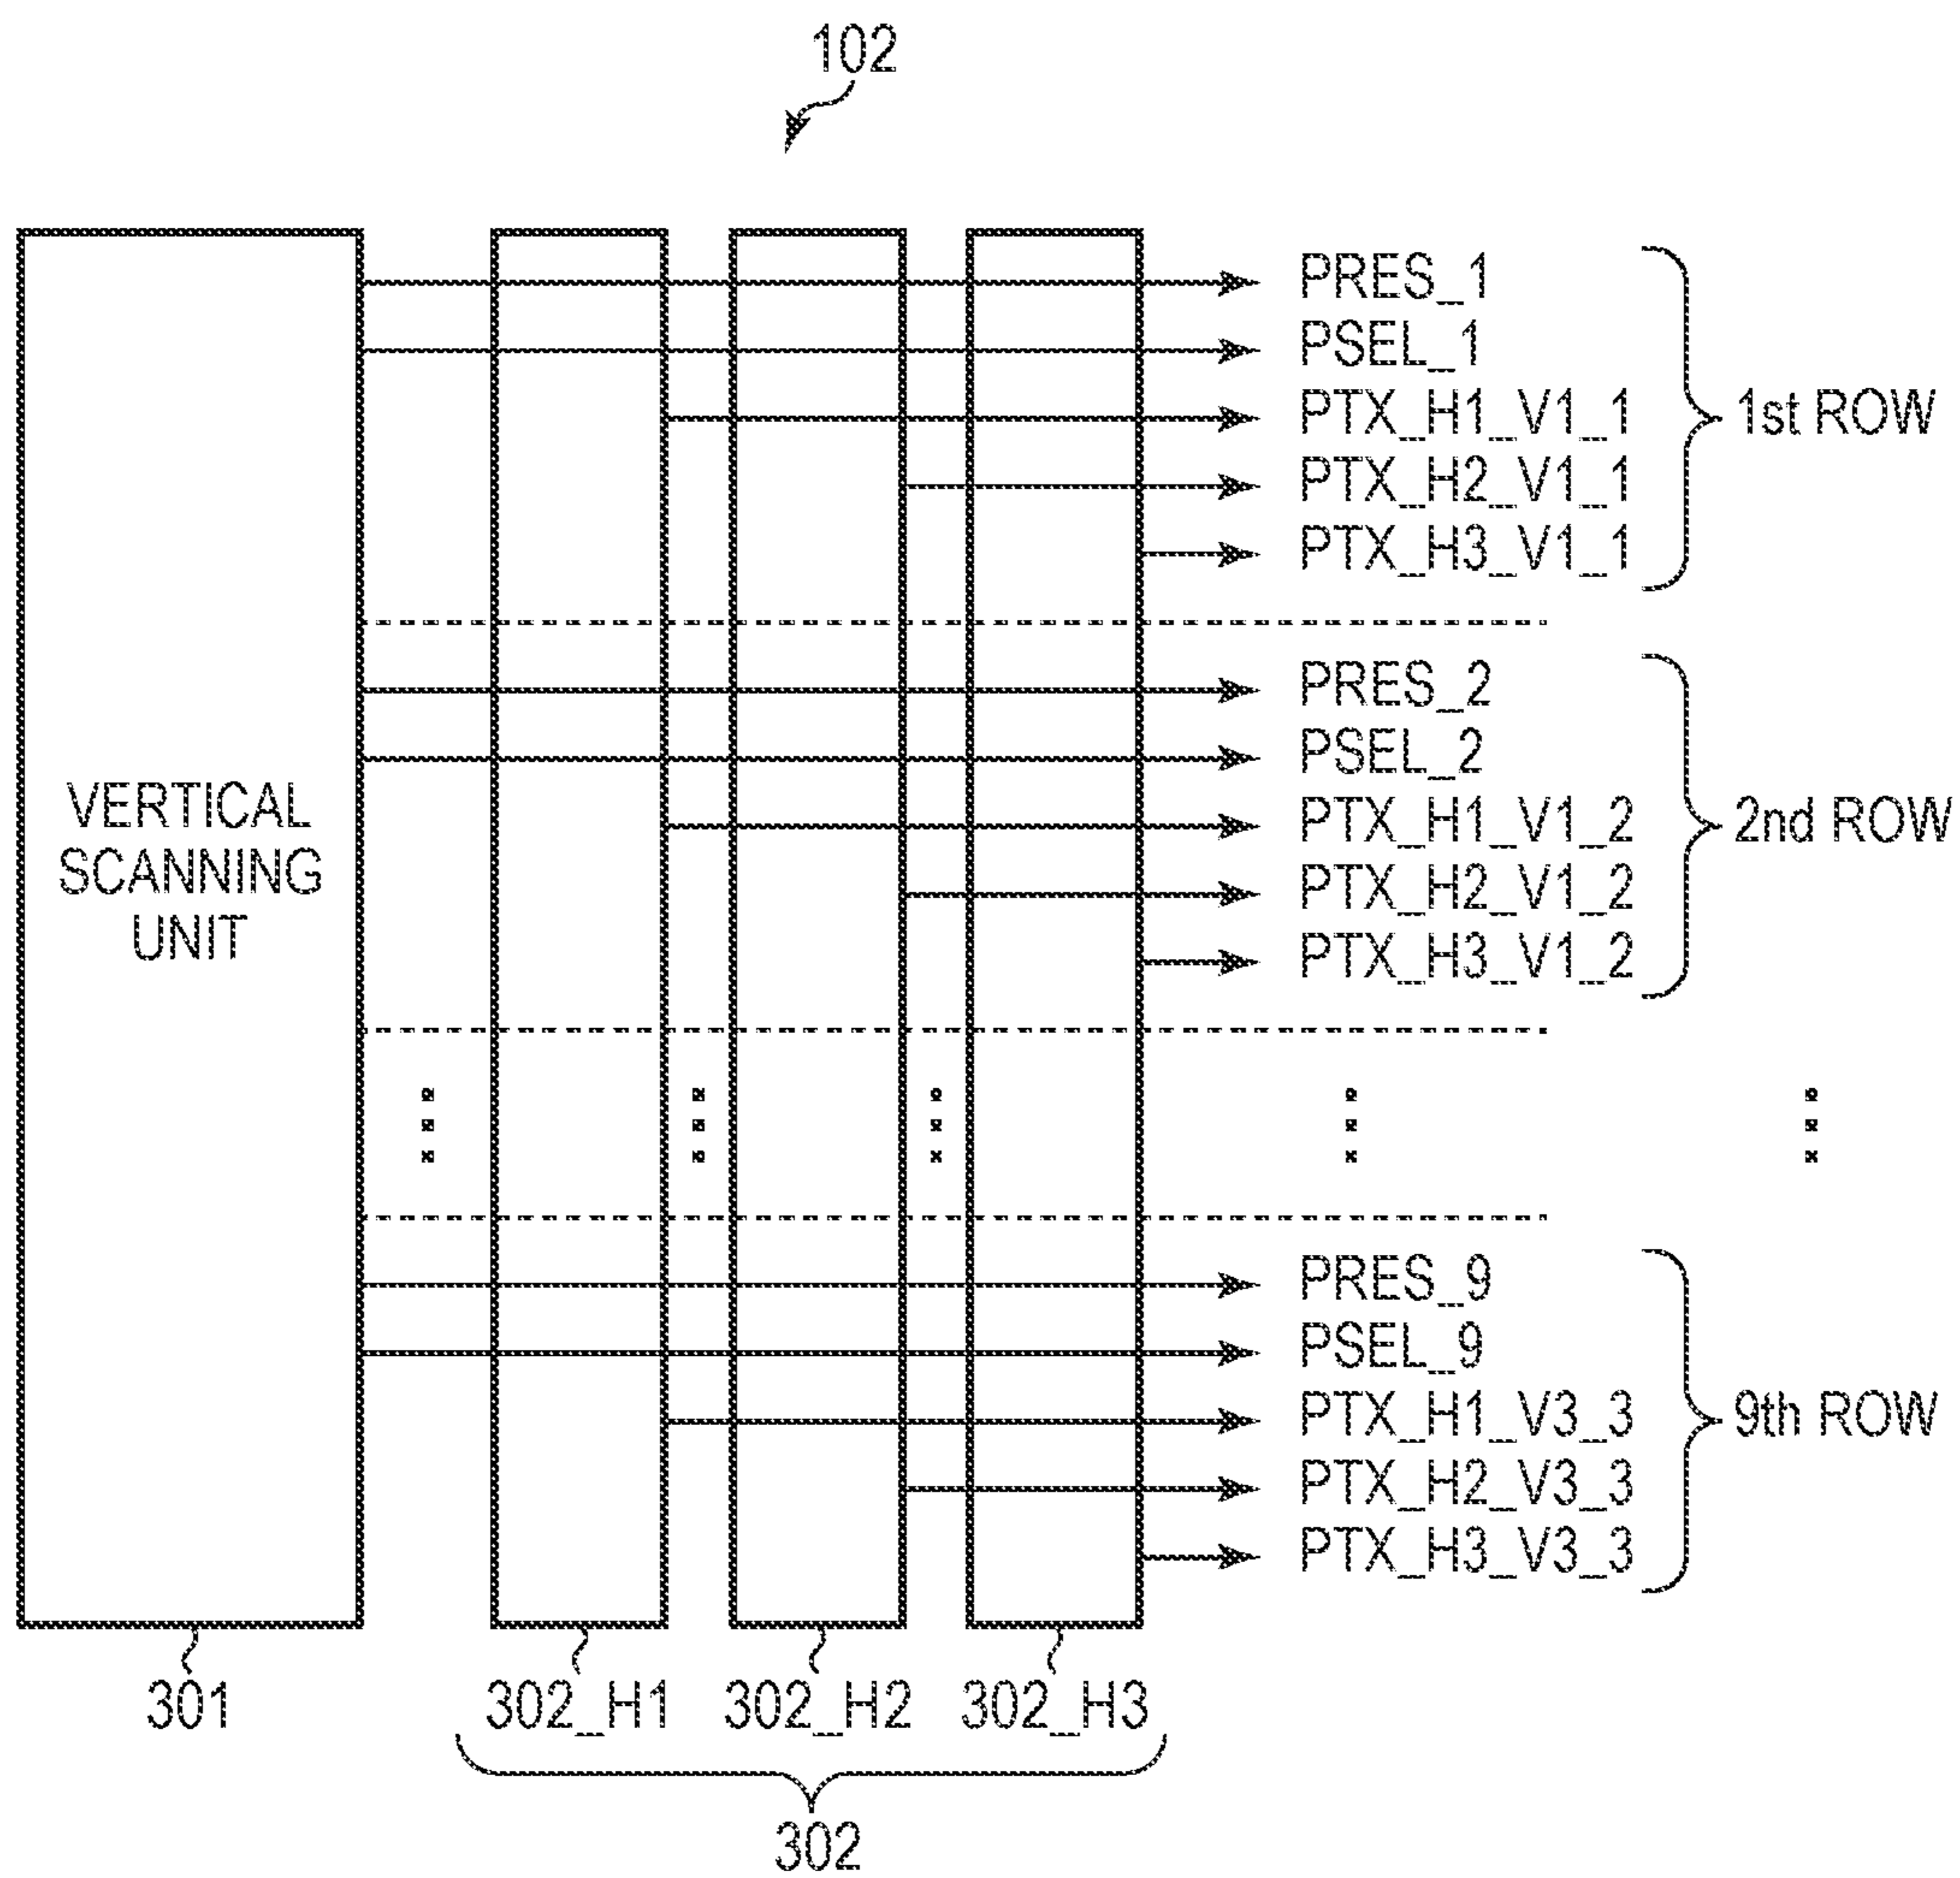 102
PRES_1
PSEL_1
PTX_H1_V1_1
PTX_H2_V1_1
PTX_H3_V1_1
1st ROW
PRES_2
PSEL_2
PTX_H1_V1_2
PTX_H2_V1_2
PTX_H3_V1_2
2nd ROW
VERTICAL
SCANNING
UNIT
PRES_9
PSEL_9
PTX_H1_V3_3
PTX_H2_V3_3
PTX_H3_V3_3
9th ROW
301
302_H1
302_H2
302_H3
302